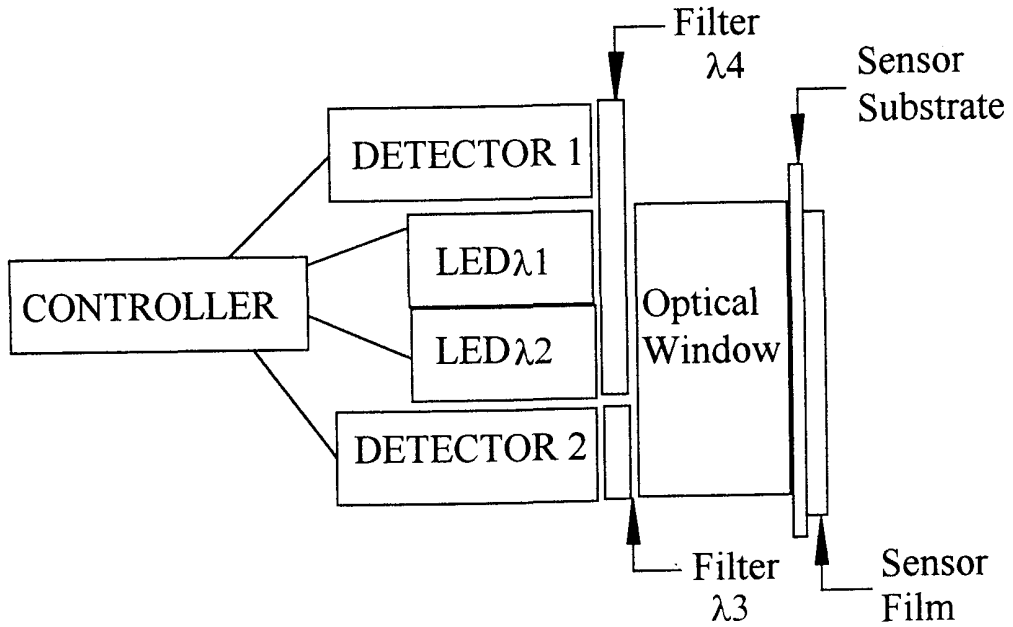 Filter
λ4
Sensor
Substrate
DETECTOR 1
LEDλ1
CONTROLLER
Optical
Window
LEDλ2
DETECTOR 2
Filter
λ3
Sensor
Film